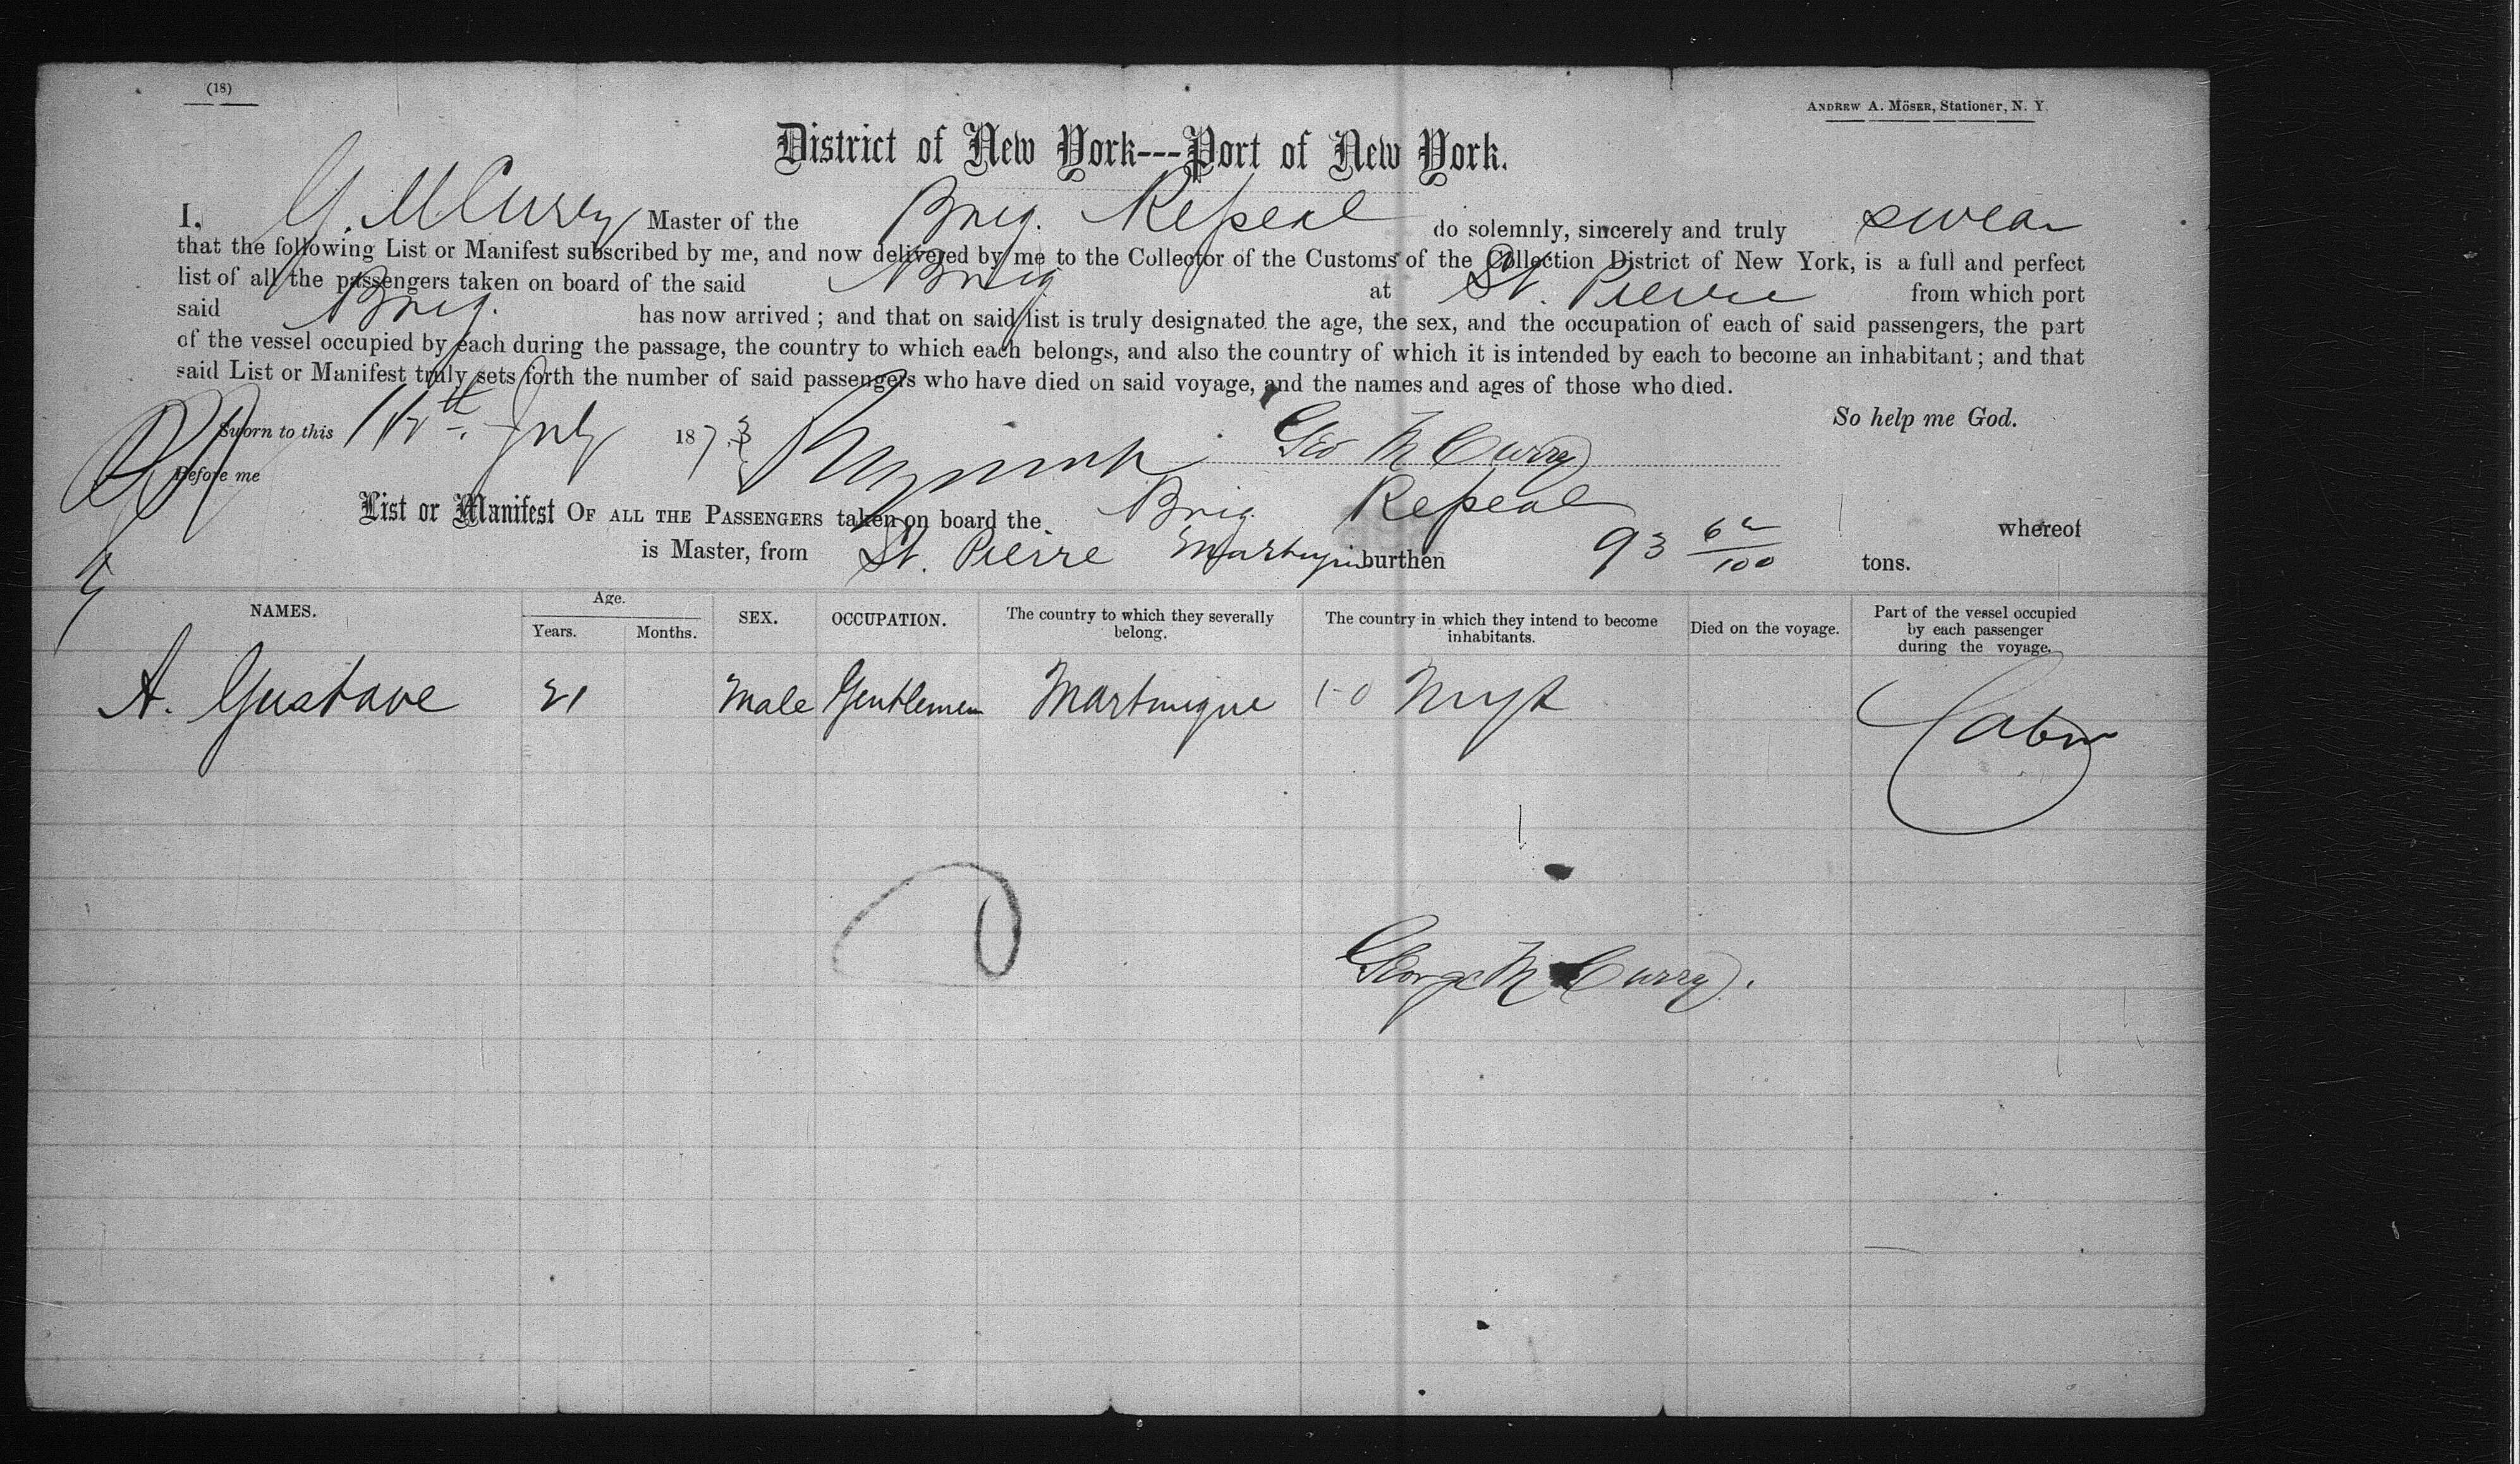 (18)
ANDREW A. MÖSER, Stationer, N. Y.
District of New York---Port of New York.
I, G. M Curry Master of the Brig. Repeal do solemnly, sincerely and truly swear
that the following List or Manifest subscribed by me, and now delivered by me to the Collector of the Customs of the Collection District of New York, is a full and perfect
list of all the passengers taken on board of the said Brig at St. Pierre from which port
said Brig. has now arrived; and that on said list is truly designated the age, the sex, and the occupation of each of said passengers, the part
of the vessel occupied by each during the passage, the country to which each belongs, and also the country of which it is intended by each to become an inhabitant; and that
said List or Manifest truly sets forth the number of said passengers who have died on said voyage, and the names and ages of those who died.
So help me God.
Sworn to this July 1873 Geo M Curry
Before me
List or Manifest OF ALL THE PASSENGERS taken on board the Brig Repeal whereof
is Master, from St. Pierre burthen 93 62/100 tons.
NAMES. Age. Years. Months. SEX. OCCUPATION. The country to which they severally belong. The country in which they intend to become inhabitants. Died on the voyage. Part of the vessel occupied by each passenger during the voyage.
A. Gustave 21 Male Gentlemen Martinique Cabin
George M Curry.